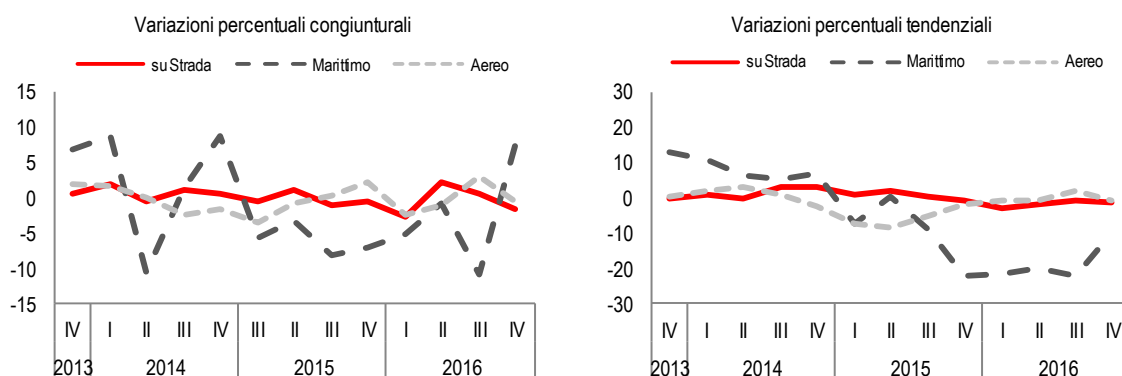 Variazioni percentuali congiunturali
su Strada Marittimo Aereo
15
10
5
0
-5
-10
-15
IV I II III IV III II III IV I II III IV
2013 2014 2015 2016
Variazioni percentuali tendenziali
su Strada Marittimo Aereo
30
20
10
0
-10
-20
-30
IV I II III IV I II III IV I II III IV
2013 2014 2015 2016